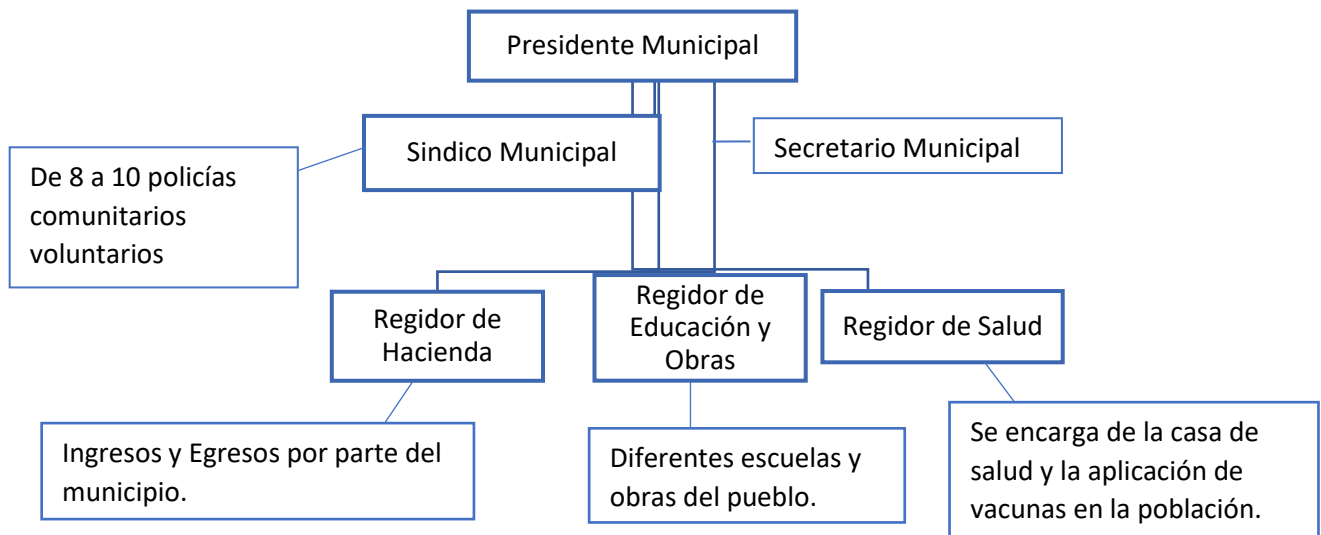 Presidente Municipal
Sindico Municipal
Secretario Municipal
De 8 a 10 policías
comunitarios
voluntarios
Regidor de
Hacienda
Regidor de
Educación y
Obras
Regidor de Salud
Ingresos y Egresos por parte del
municipio.
Diferentes escuelas y
obras del pueblo.
Se encarga de la casa de
salud y la aplicación de
vacunas en la población.